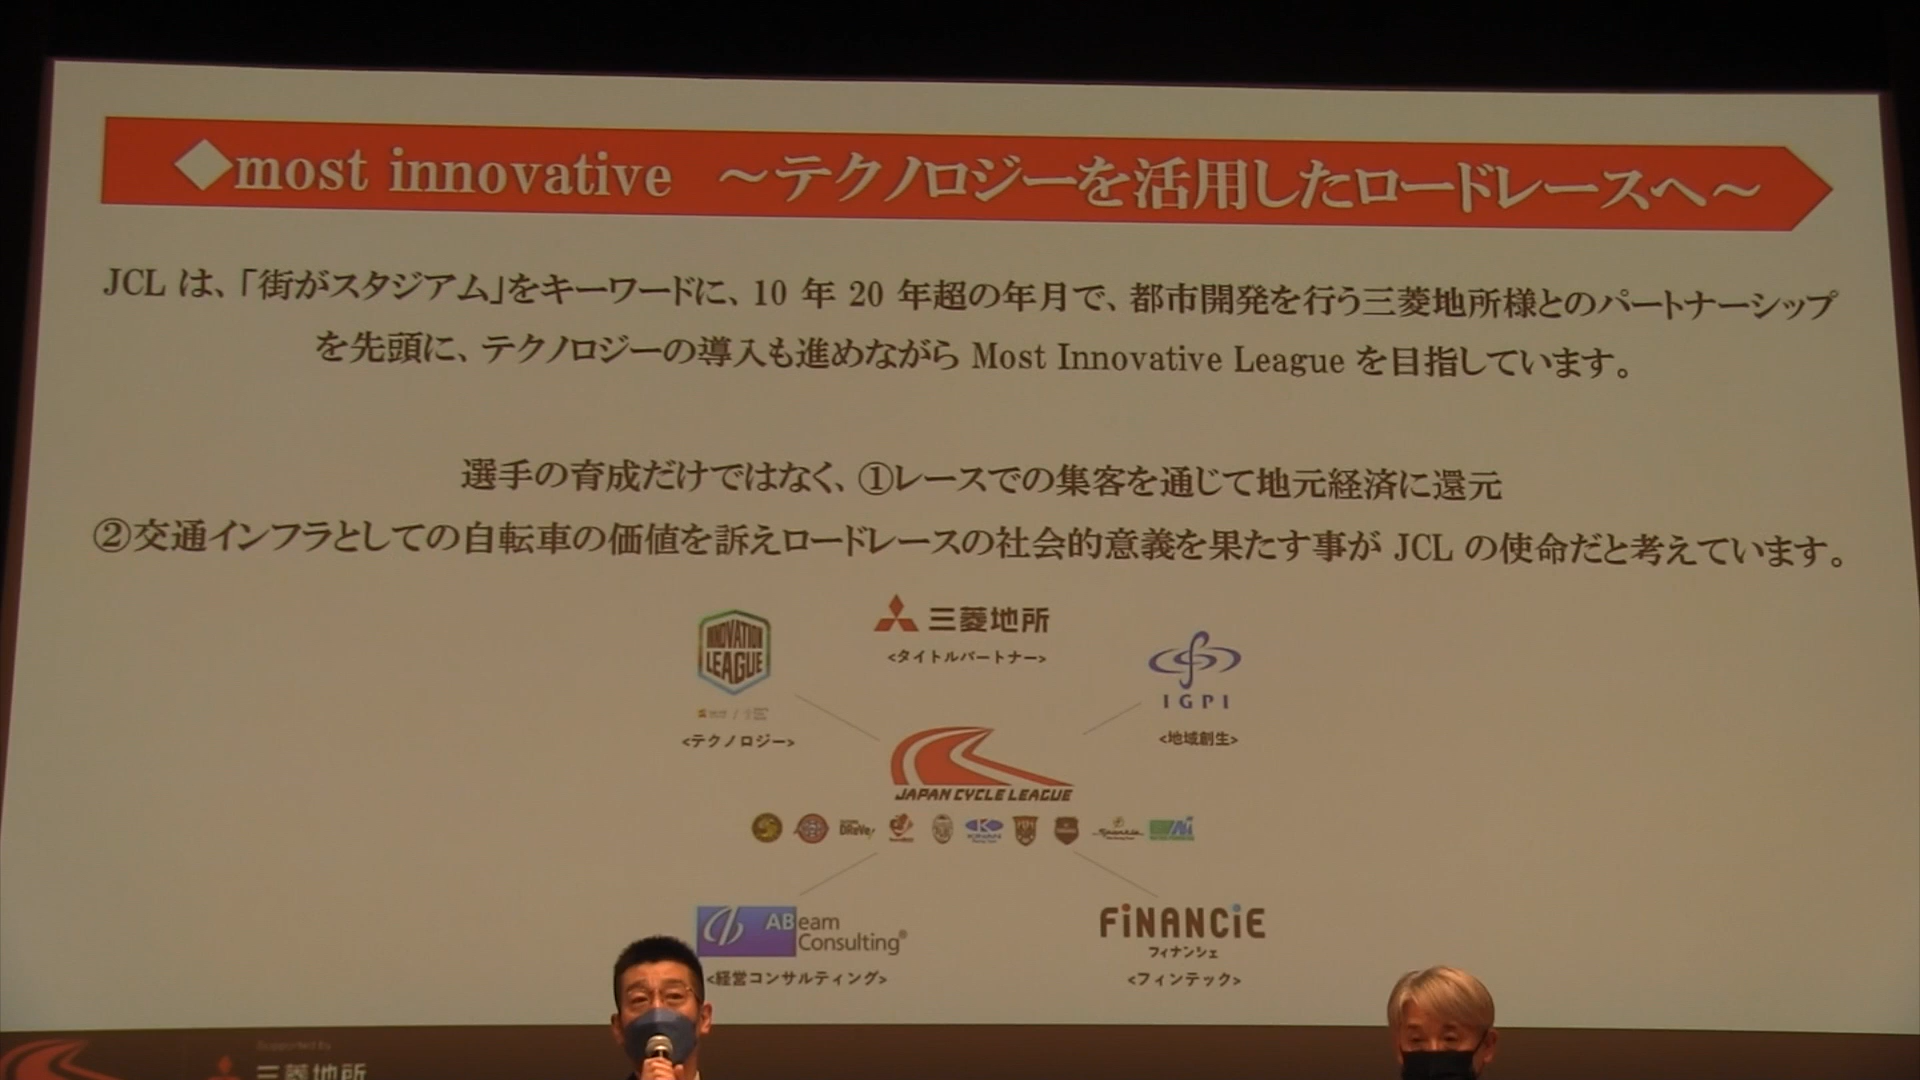 ◆most innovative ～テクノロジーを活用したロードレースへ～
JCL は、「街がスタジアム」をキーワードに、10 年 20 年超の年月で、都市開発を行う三菱地所様とのパートナーシップ
を先頭に、テクノロジーの導入も進めながら Most Innovative League を目指しています。
選手の育成だけではなく、①レースでの集客を通じて地元経済に還元
②交通インフラとしての自転車の価値を訴えロードレースの社会的意義を果たす事が JCL の使命だと考えています。
INNOVATION
LEAGUE
<テクノロジー>
三菱地所
<タイトルパートナー>
IGPI
<地域創生>
JAPAN CYCLE LEAGUE
DReVe!
KINAN
ABeam
Consulting®
<経営コンサルティング>
FiNANCiE
フィナンシェ
<フィンテック>
Supported by
三菱地所